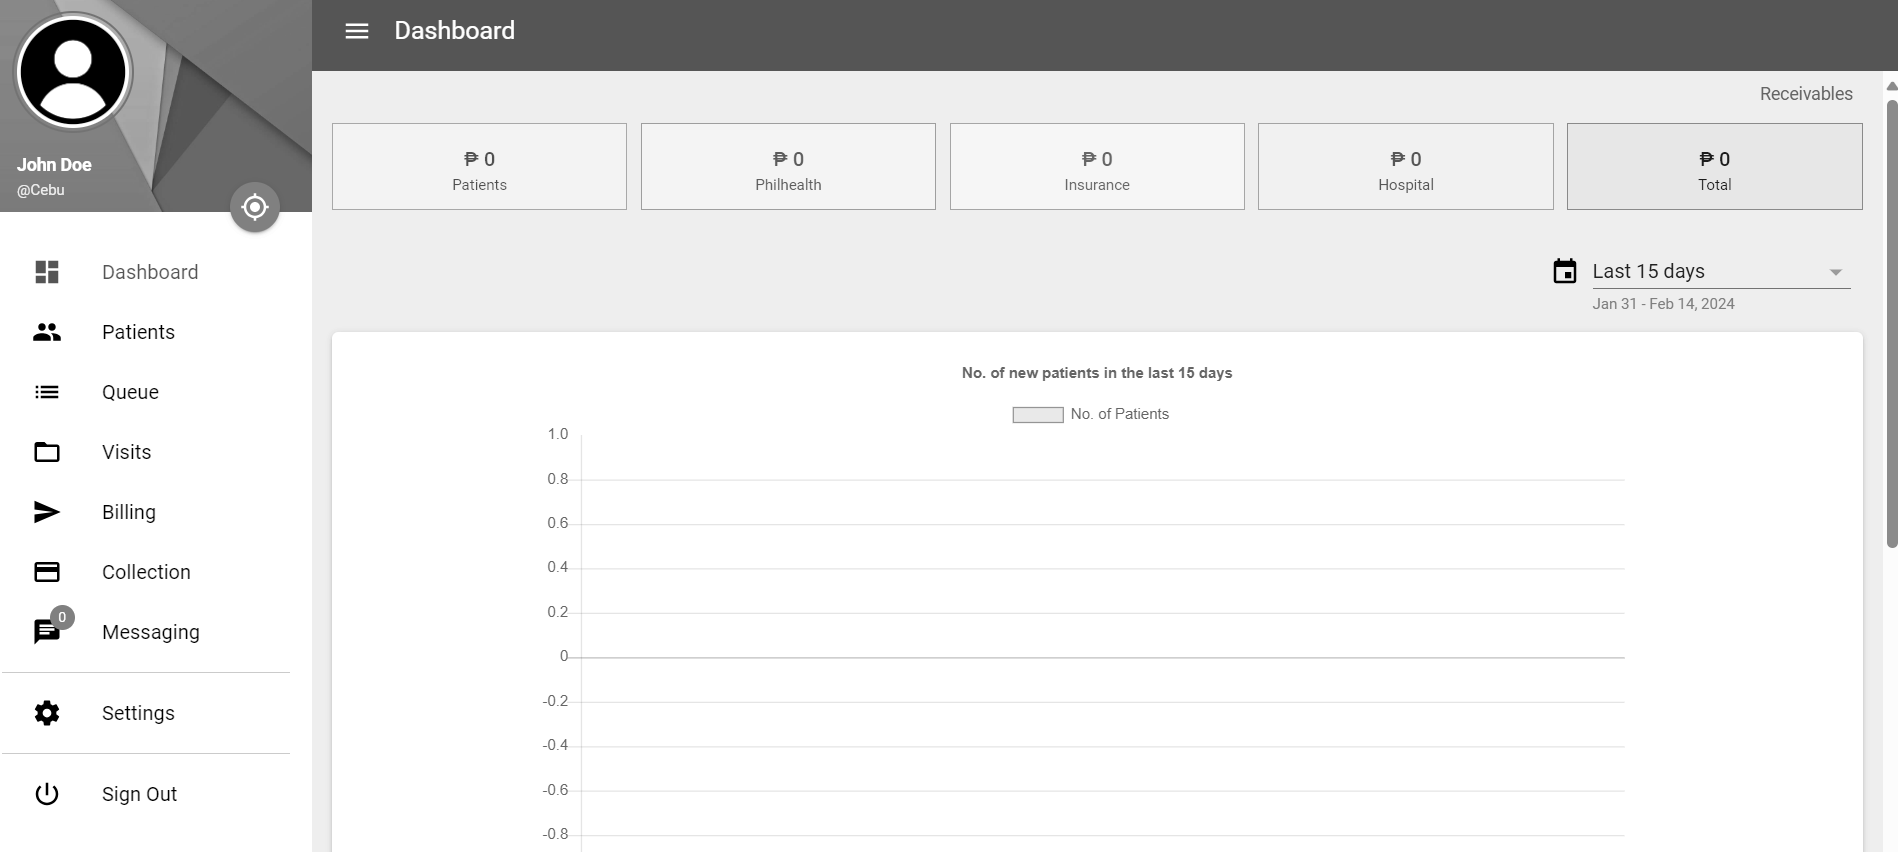 John Doe
@Cebu
Dashboard
Patients
Queue
Visits
Billing
Collection
0
Messaging
Settings
Sign Out
Dashboard
Receivables
₱ 0
Patients
₱ 0
Philhealth
₱ 0
Insurance
₱ 0
Hospital
₱ 0
Total
Last 15 days
Jan 31 - Feb 14, 2024
No. of new patients in the last 15 days
No. of Patients
1.0
0.8
0.6
0.4
0.2
0
-0.2
-0.4
-0.6
-0.8